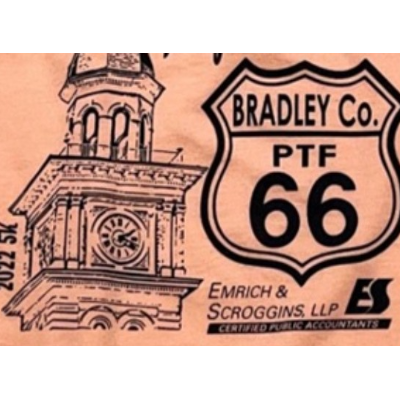 BRADLEY Co.
PTF
66
2022 5K
EMRICH &
SCROGGINS, LLP
ES
CERTIFIED PUBLIC ACCOUNTANTS